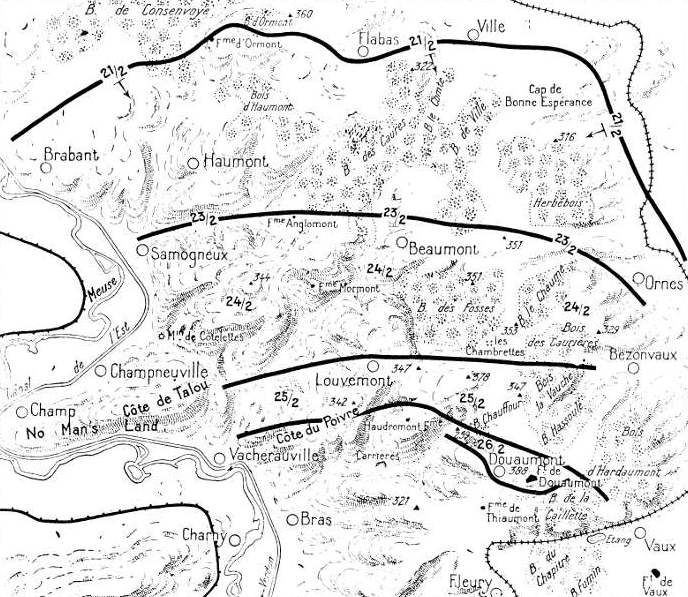 B. de Consenvoye
B. d'Ormont
360
Fme d'Ormont
Flabas
21/2
Ville
21/2
322
Cap de
Bonne Espérance
Bois
d'Haumont
B. le Comte
B. des Caures
B. de Ville
316
21/2
Brabant
Haumont
Herbebois
23/2
Fme Anglomont
23/2
Samogneux
Beaumont
351
23/2
Meuse
344
24/2
Fme Mormont
351
Ornes
24/2
B. des Fosses
B. le Chaume
24/2
Min de Côtelettes
353
les
Chambrettes
Bois
des Caurières
329
Canal de l'Est
Champneuville
Louvemont
347
378
347
Bezonvaux
Bois
la Vauche
Champ
Côte de Talou
25/2
342
25/2
B. Chauffour
B. Hassoule
No Man's Land
Côte du Poivre
Haudromont Fme
Bois
d'Hardaumont
Vacherauville
Carrières
26/2
Douaumont
388
Ft de
Douaumont
321
Fme de
Thiaumont
B. de la
Caillette
Bras
Charny
Etang
Vaux
B. du
Chapitre
B. Fumin
Fleury
Ft de
Vaux
Verdun